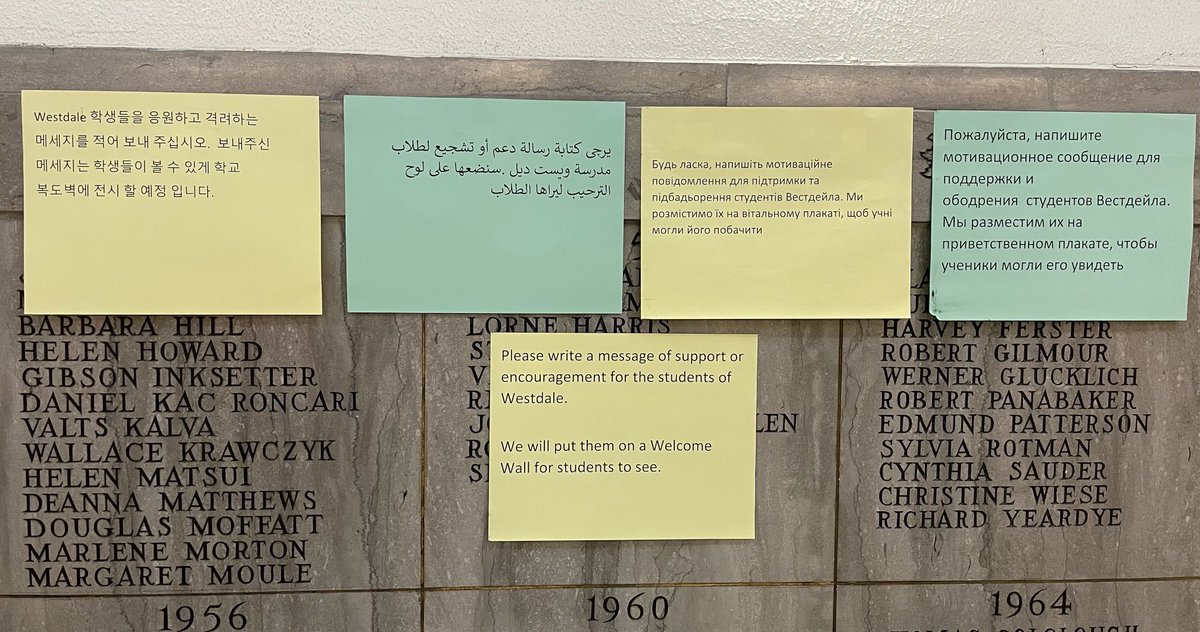 Westdale 학생들을 응원하고 격려하는
메세지를 적어 보내 주십시오. 보내주신
메세지는 학생들이 볼 수 있게 학교
복도벽에 전시 할 예정 입니다.
يرجى كتابة رسالة دعم أو تشجيع لطلاب
مدرسة ويست ديل .سنضعها على لوح
الترحيب ليراها الطلاب
Будь ласка, напишіть мотиваційне
повідомлення для підтримки та
підбадьорення студентів Вестдейла. Ми
розмістимо їх на вітальному плакаті, щоб учні
могли його побачити
Пожалуйста, напишите
мотивационное сообщение для
поддержки и
ободрения студентов Вестдейла.
Мы разместим их на
приветственном плакате, чтобы
ученики могли его увидеть
Please write a message of support or
encouragement for the students of
Westdale.
We will put them on a Welcome
Wall for students to see.
BARBARA HILL
HELEN HOWARD
GIBSON INKSETTER
DANIEL KAC RONCARI
VALTS KALVA
WALLACE KRAWCZYK
HELEN MATSUI
DEANNA MATTHEWS
DOUGLAS MOFFATT
MARLENE MORTON
MARGARET MOULE
1956
LORNE HARRIS
1960
HARVEY FERSTER
ROBERT GILMOUR
WERNER GLUCKLICH
ROBERT PANABAKER
EDMUND PATTERSON
SYLVIA ROTMAN
CYNTHIA SAUDER
CHRISTINE WIESE
RICHARD YEARDYE
1964